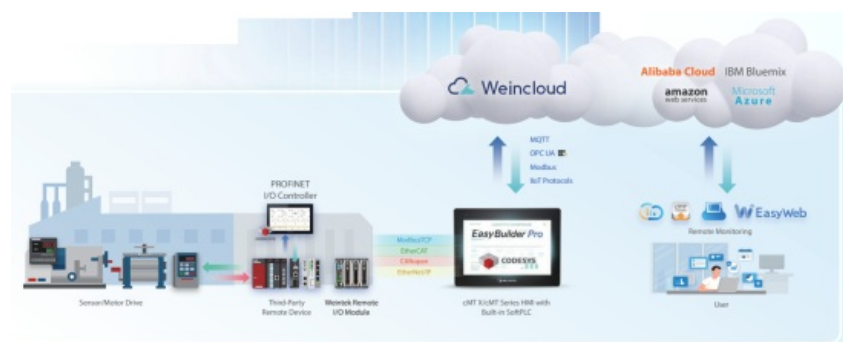 Weincloud
Alibaba Cloud
IBM Bluemix
amazon
web services
Microsoft
Azure
MQTT
OPC UA
Modbus
IIoT Protocols
PROFINET
I/O Controller
ModbusTCP
EtherCAT
CANopen
EtherNet/IP
EasyBuilder Pro
CODESYS
EasyWeb
Remote Monitoring
Sensor/Motor Drive
Third-Party
Remote Device
Weintek Remote
I/O Module
cMT X/cMT Series HMI with
Built-in SoftPLC
User